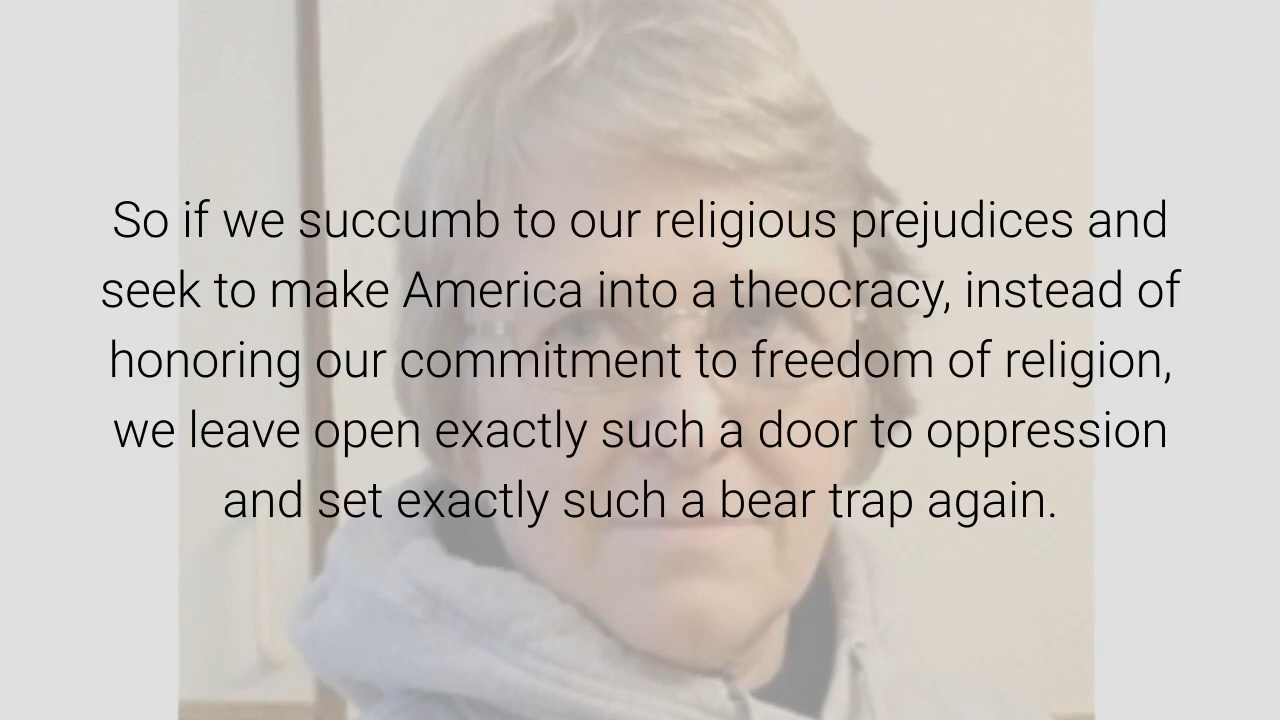 So if we succumb to our religious prejudices and
seek to make America into a theocracy, instead of
honoring our commitment to freedom of religion,
we leave open exactly such a door to oppression
and set exactly such a bear trap again.